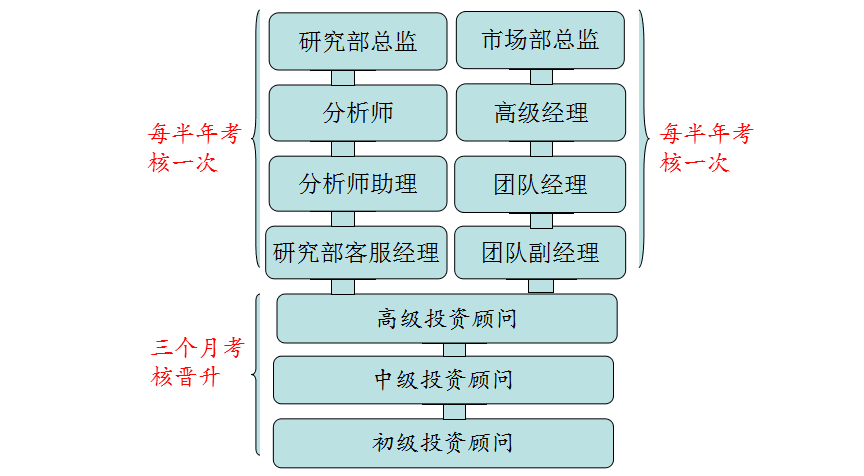 研究部总监
市场部总监
分析师
高级经理
每半年考
核一次
每半年考
核一次
分析师助理
团队经理
研究部客服经理
团队副经理
高级投资顾问
三个月考
核晋升
中级投资顾问
初级投资顾问